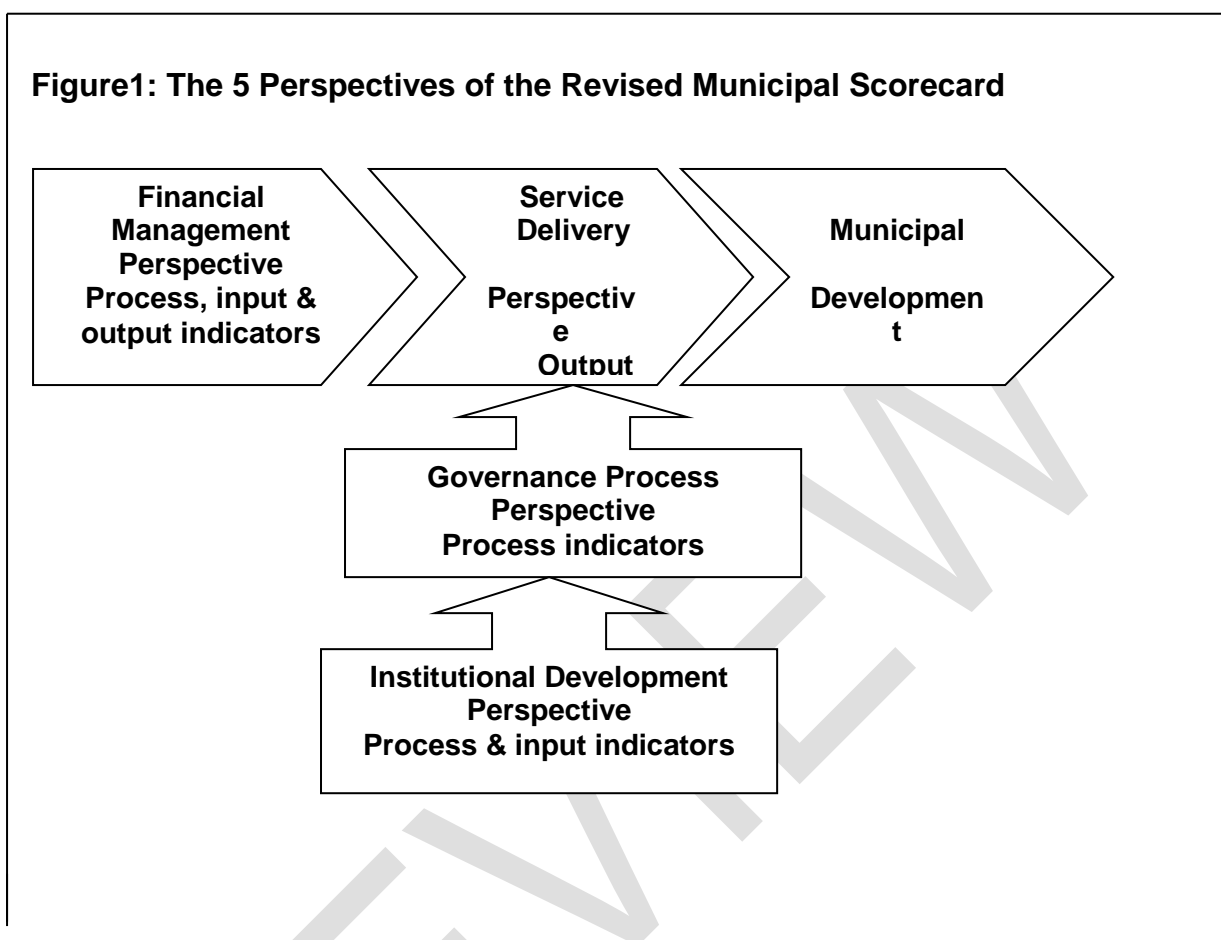 Figure1: The 5 Perspectives of the Revised Municipal Scorecard
Financial
Management
Perspective
Process, input &
output indicators
Service
Delivery
Perspectiv
e
Output
Municipal
Developmen
t
Governance Process
Perspective
Process indicators
Institutional Development
Perspective
Process & input indicators